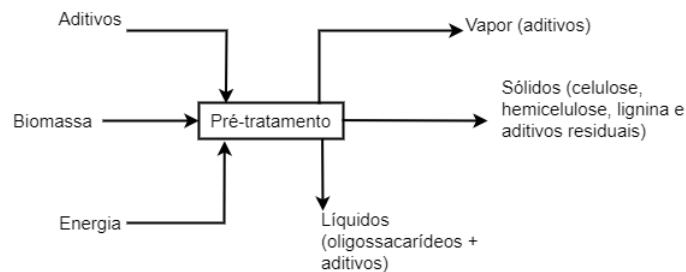 Aditivos
Vapor (aditivos)
Biomassa
Pré-tratamento
Sólidos (celulose,
hemicelulose, lignina e
aditivos residuais)
Energia
Líquidos
(oligossacarídeos +
aditivos)